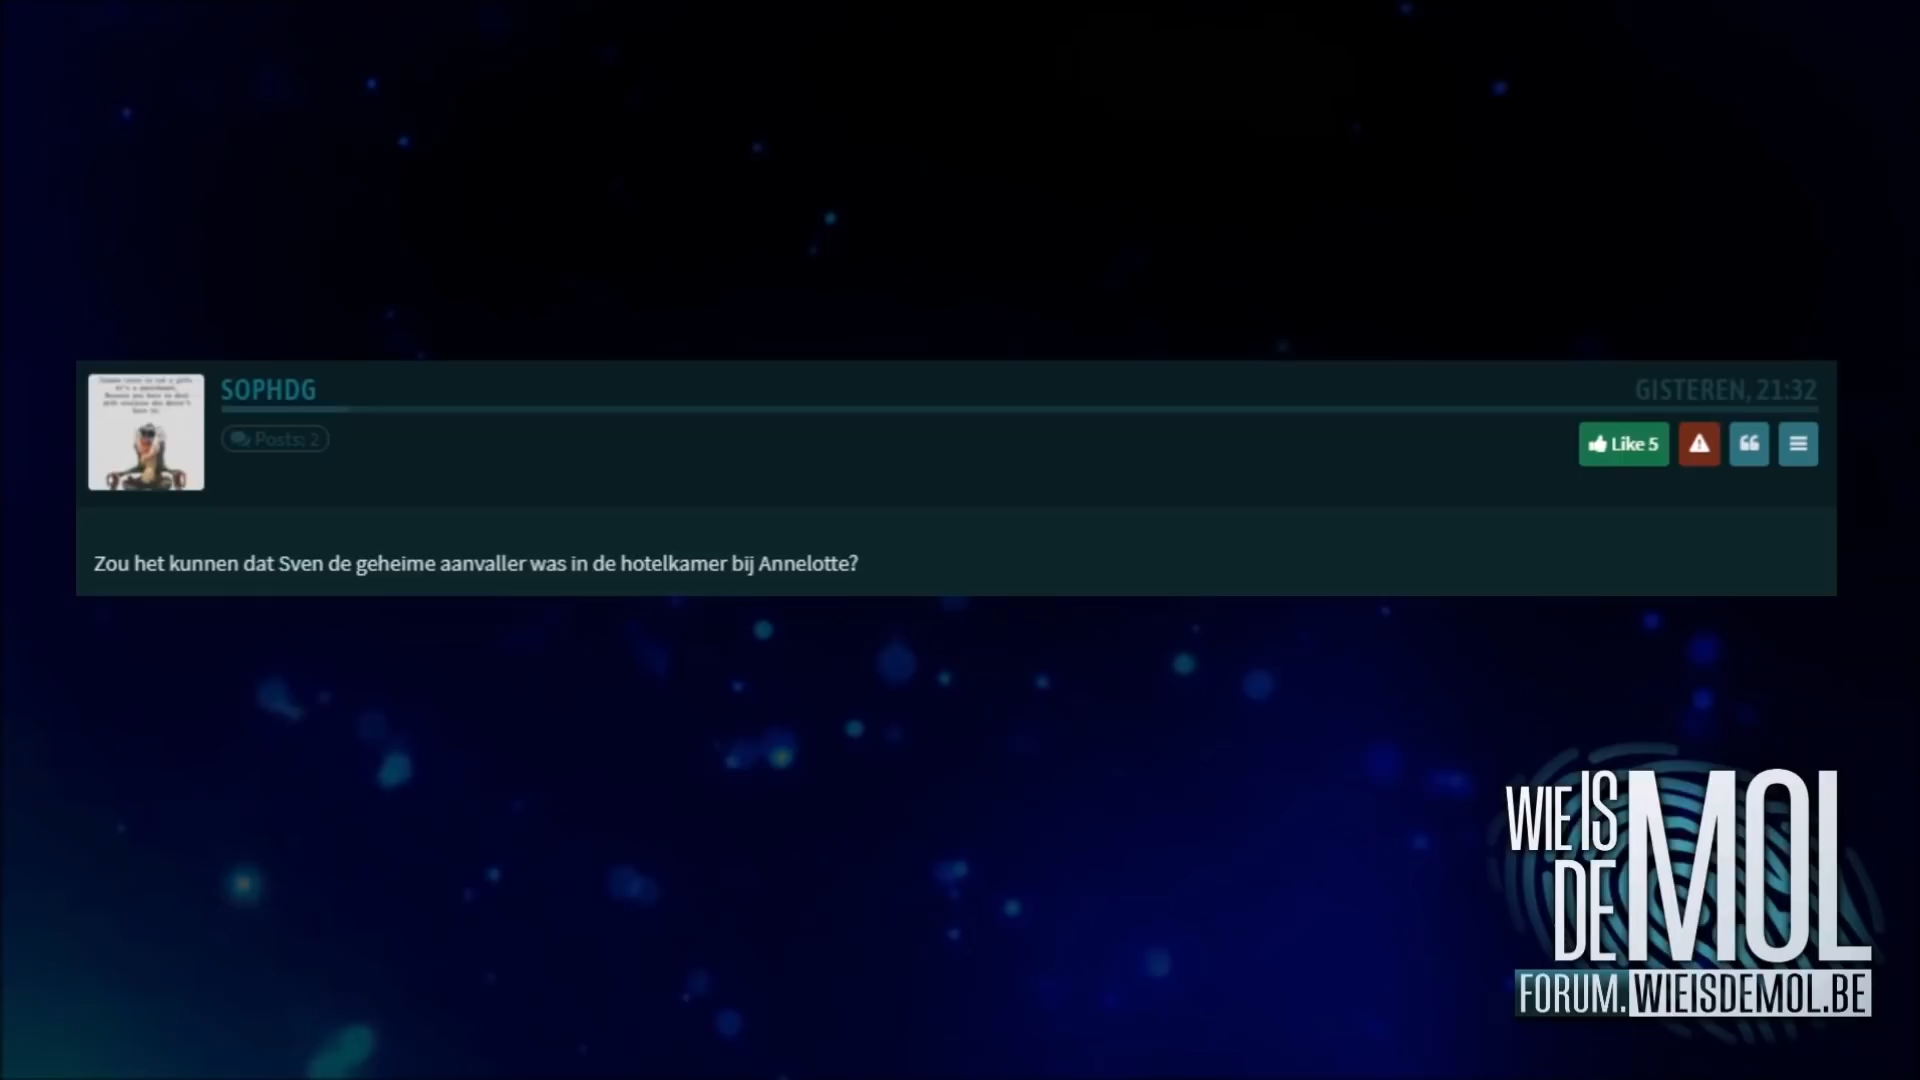 SOPHDG
GISTEREN, 21:32
Posts: 2
Like 5
Zou het kunnen dat Sven de geheime aanvaller was in de hotelkamer bij Annelotte?
WIE IS
DE MOL
FORUM.WIEISDEMOL.BE